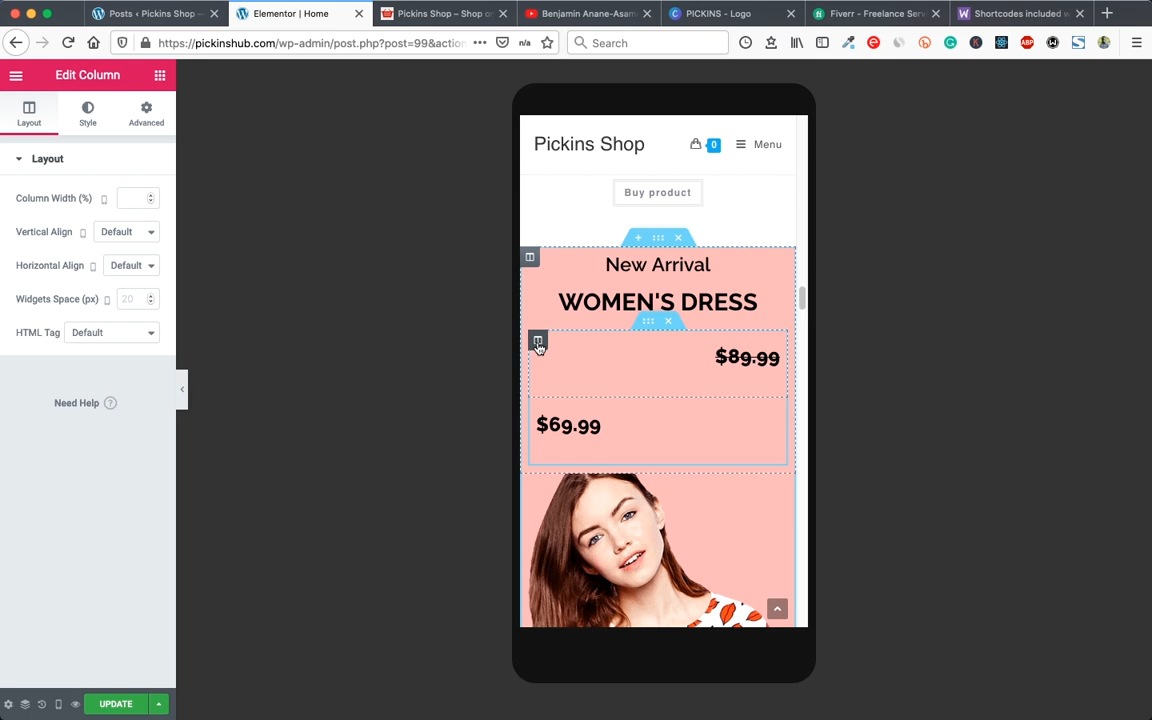 Posts ‹ Pickins Shop —
Elementor | Home
Pickins Shop – Shop o
Benjamin Anane-Asam
PICKINS - Logo
Fiverr - Freelance Serv
Shortcodes included w
https://pickinshub.com/wp-admin/post.php?post=99&action
n/a
Search
ABP
Edit Column
Layout
Style
Advanced
Layout
Column Width (%)
Vertical Align
Default
Horizontal Align
Default
Widgets Space (px)
20
HTML Tag
Default
Need Help
?
UPDATE
Pickins Shop
0
Menu
Buy product
New Arrival
WOMEN'S DRESS
$89.99
$69.99